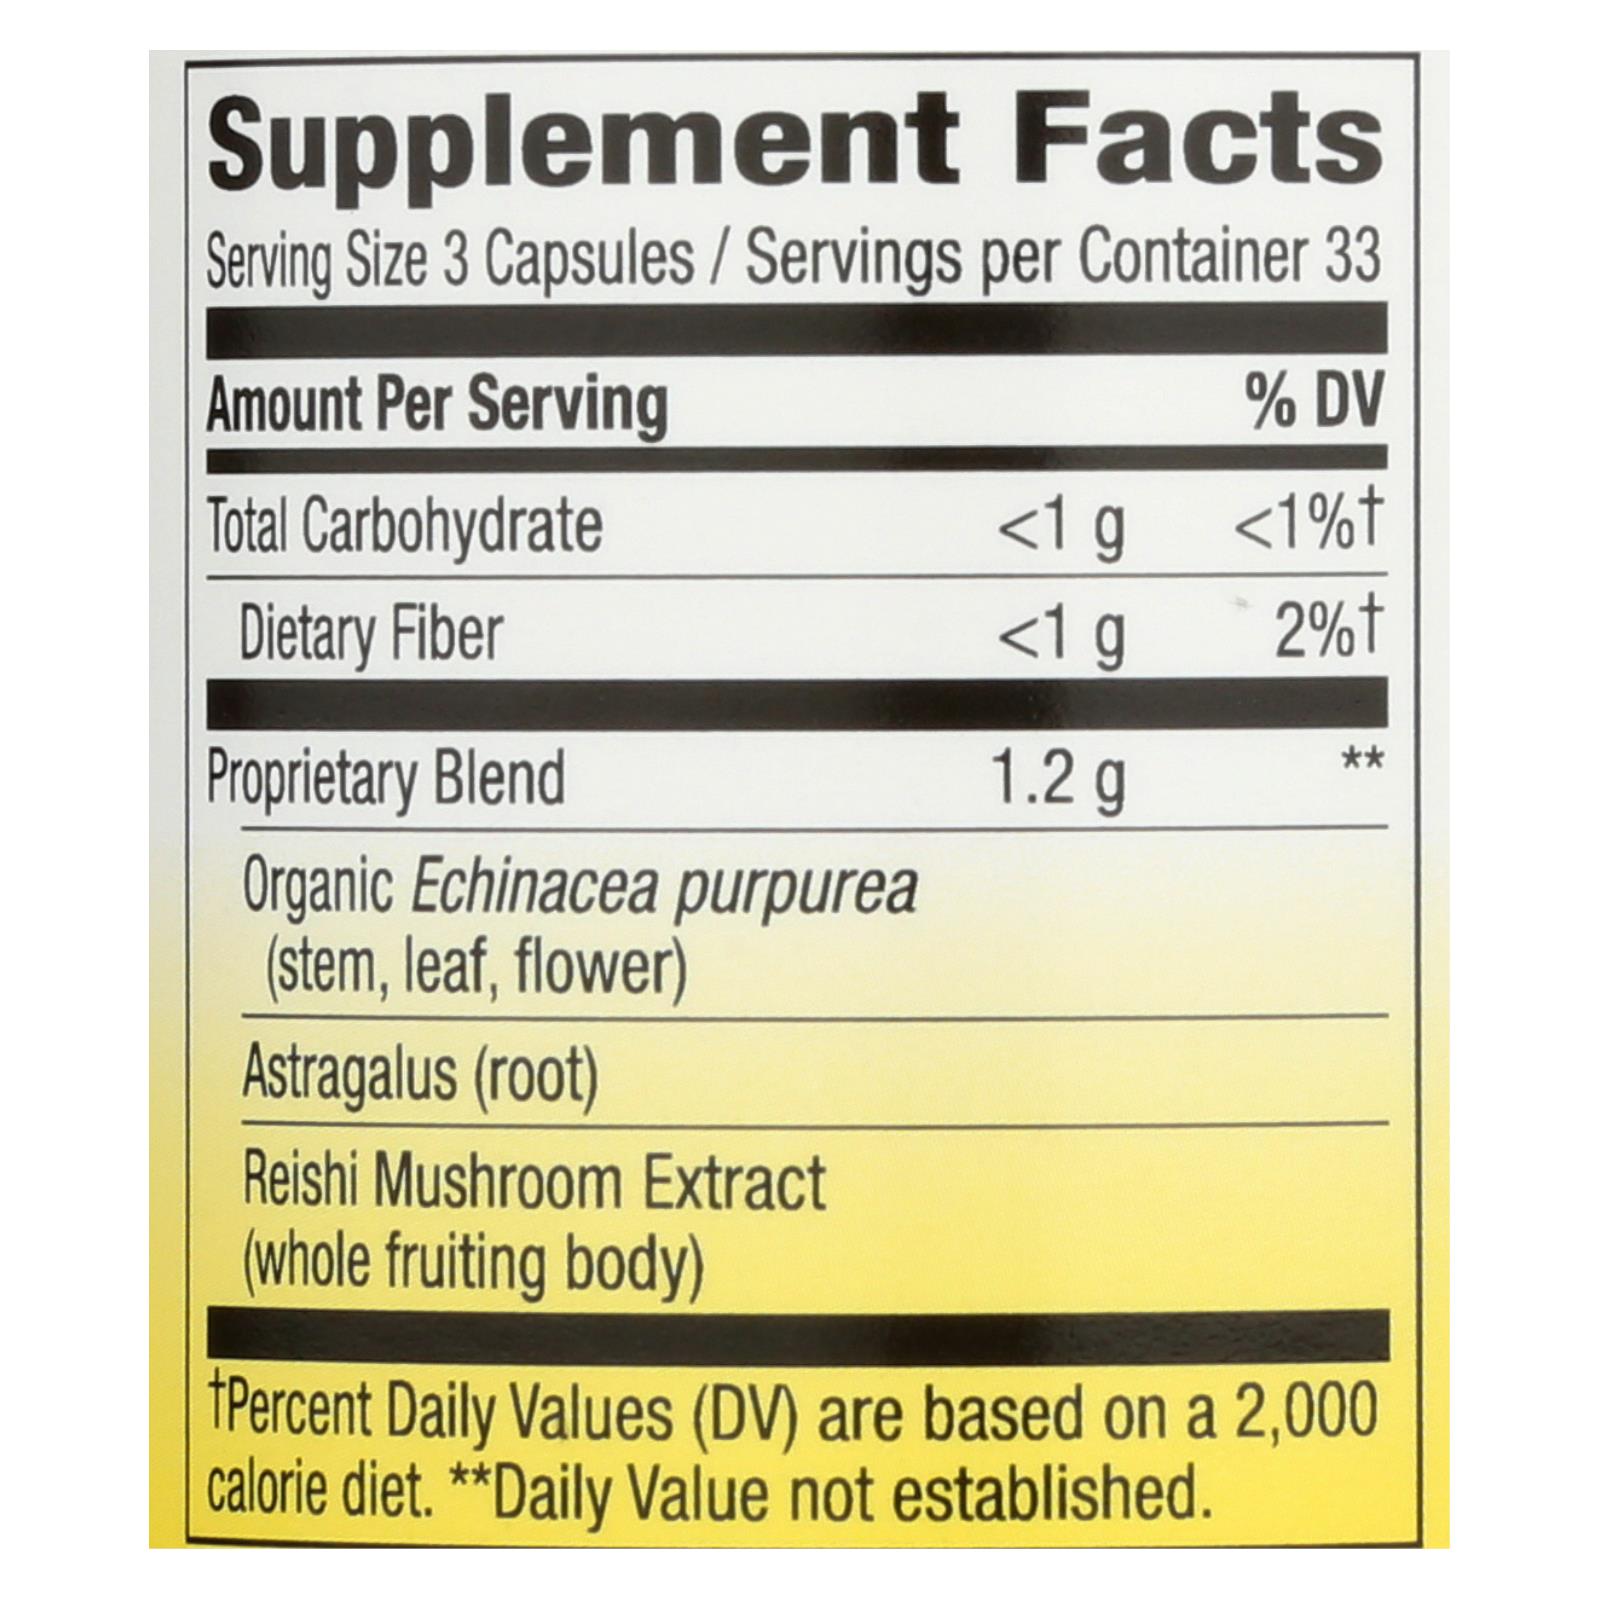 Supplement Facts
Serving Size 3 Capsules / Servings per Container 33
Amount Per Serving % DV
Total Carbohydrate <1 g <1%†
Dietary Fiber <1 g 2%†
Proprietary Blend 1.2 g **
Organic Echinacea purpurea
(stem, leaf, flower)
Astragalus (root)
Reishi Mushroom Extract
(whole fruiting body)
†Percent Daily Values (DV) are based on a 2,000
calorie diet. **Daily Value not established.